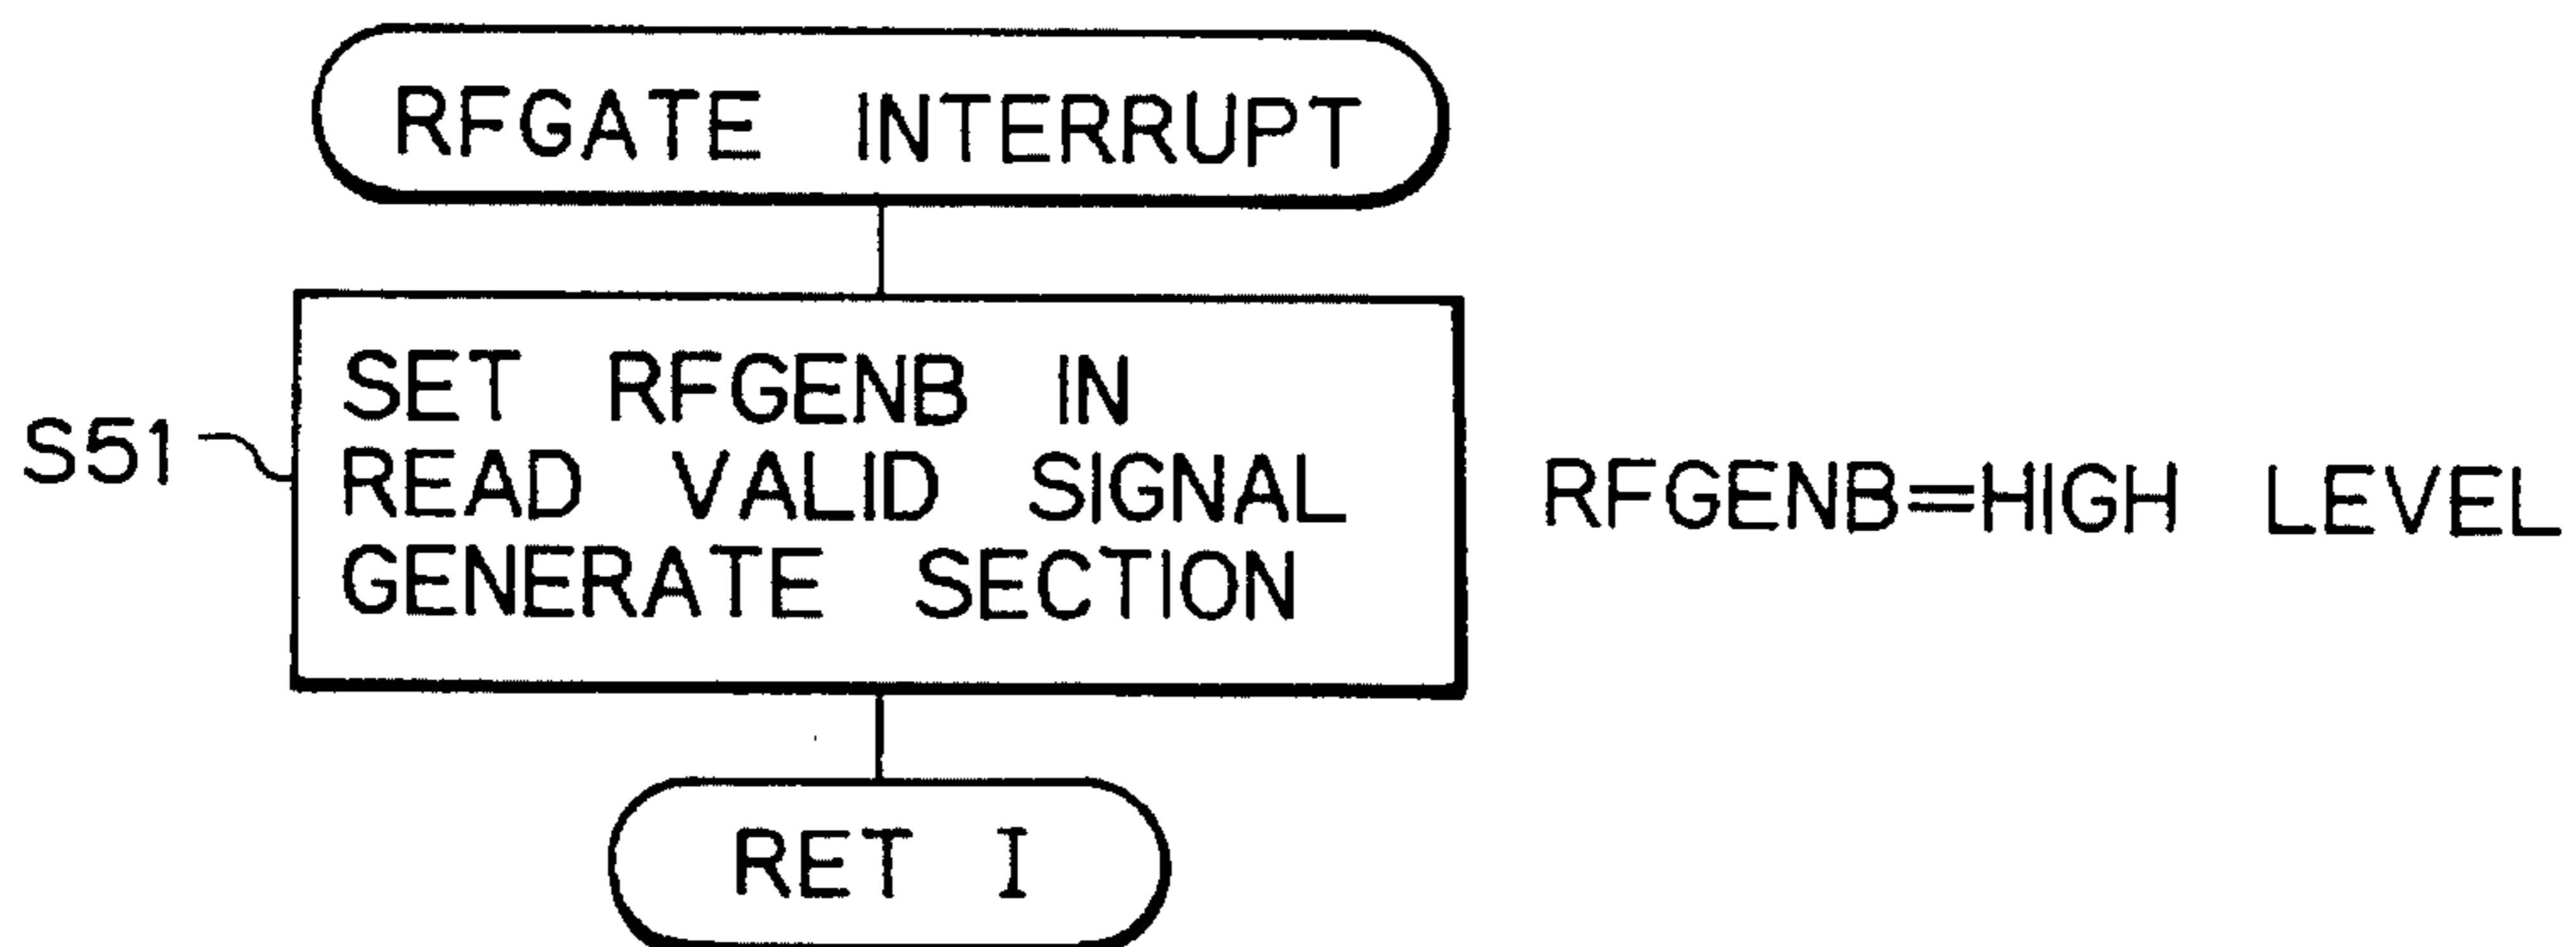 RFGATE INTERRUPT
SET RFGENB IN
READ VALID SIGNAL
GENERATE SECTION
S51
RFGENB=HIGH LEVEL
RET I